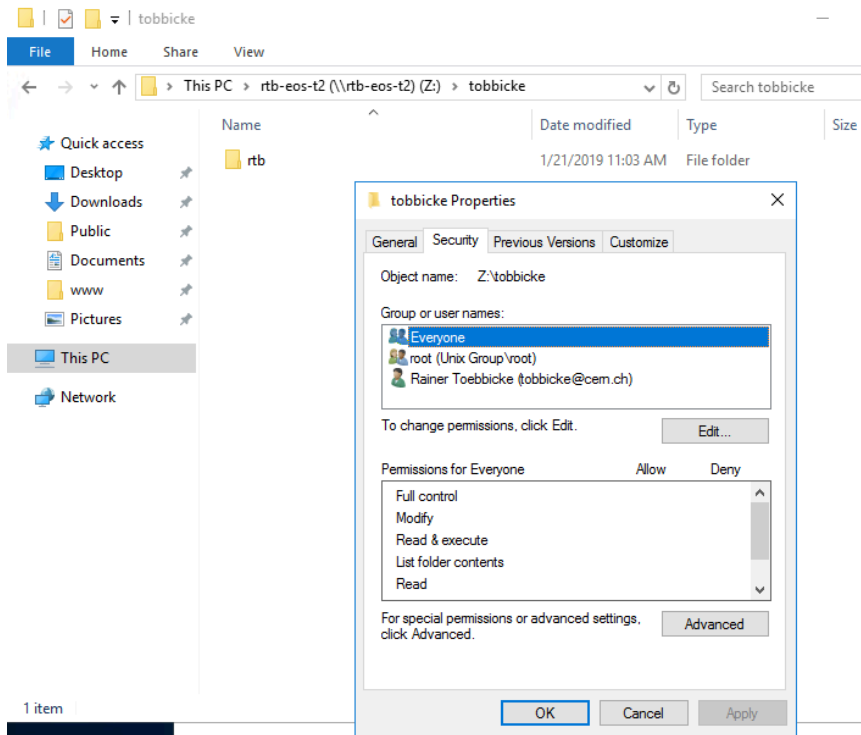 tobbicke
File Home Share View
This PC > rtb-eos-t2 (\\rtb-eos-t2) (Z:) > tobbicke
Search tobbicke
Quick access
Desktop
Downloads
Public
Documents
www
Pictures
This PC
Network
Name Date modified Type Size
rtb 1/21/2019 11:03 AM File folder
tobbicke Properties
General Security Previous Versions Customize
Object name: Z:\tobbicke
Group or user names:
Everyone
root (Unix Group\root)
Rainer Toebbicke (tobbicke@cern.ch)
To change permissions, click Edit.
Edit...
Permissions for Everyone Allow Deny
Full control
Modify
Read & execute
List folder contents
Read
For special permissions or advanced settings,
click Advanced.
Advanced
OK Cancel Apply
1 item